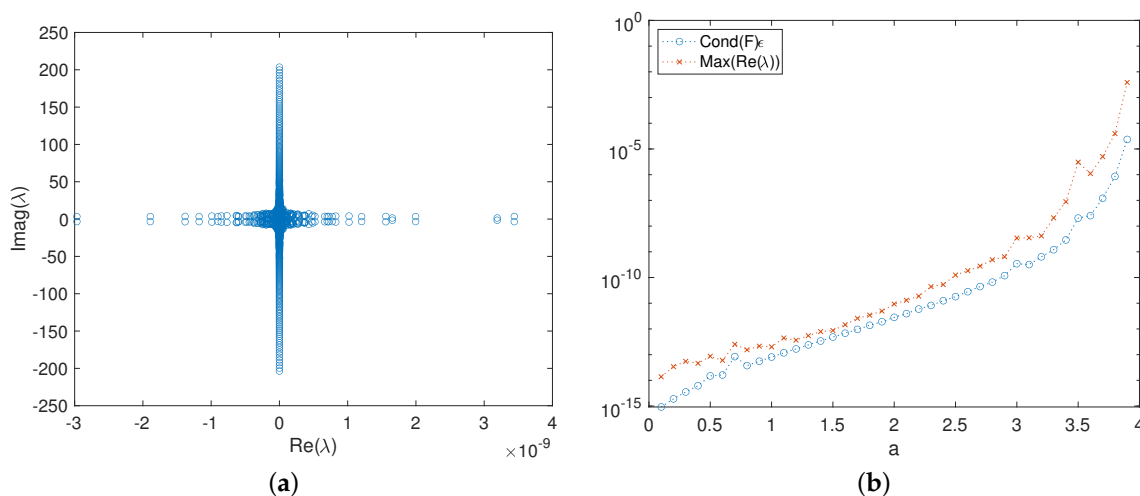 250
200
150
100
50
0
-50
-100
-150
-200
-250
Imag(λ)
-3 -2 -1 0 1 2 3 4
Re(λ)
×10⁻⁹
(a)
10⁰
10⁻⁵
10⁻¹⁰
10⁻¹⁵
Cond(F)ϵ
Max(Re(λ))
0 0.5 1 1.5 2 2.5 3 3.5 4
a
(b)